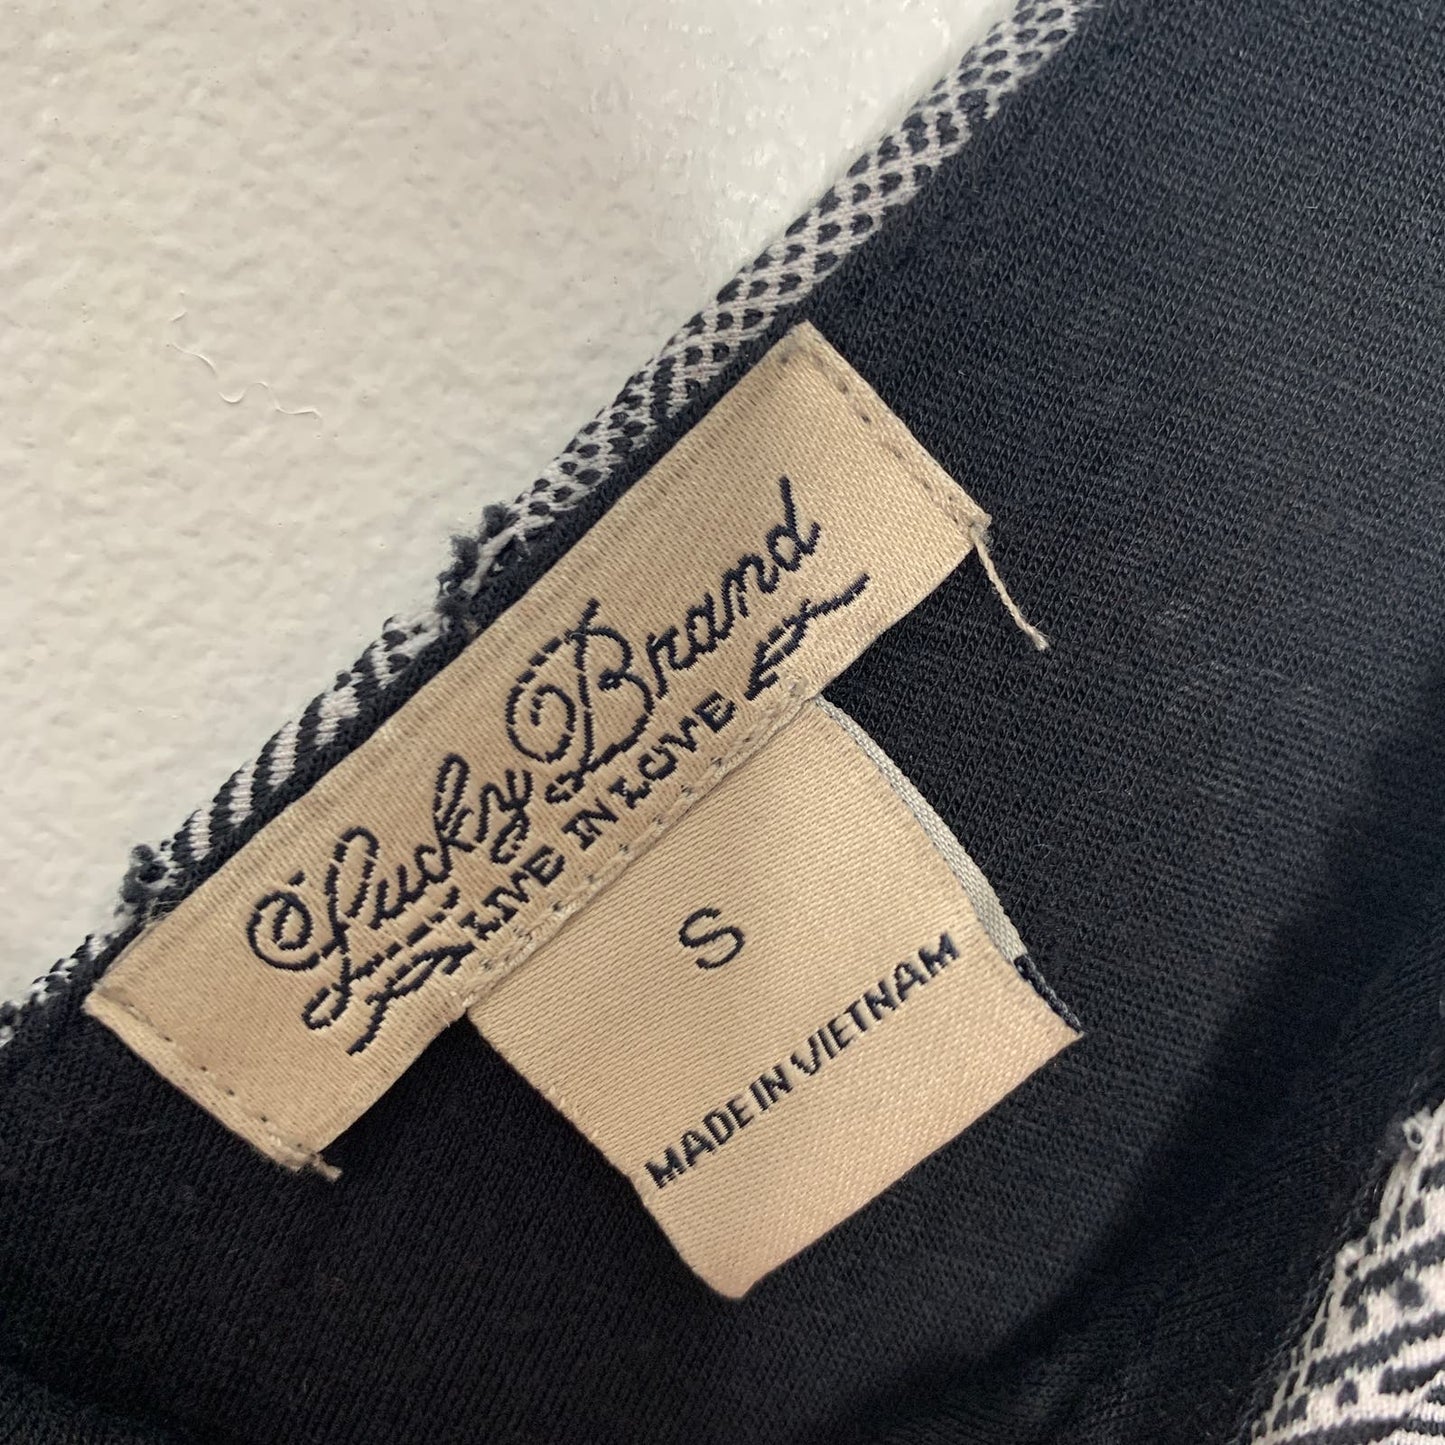 Lucky Brand
LIVE IN LOVE
S
MADE IN VIETNAM